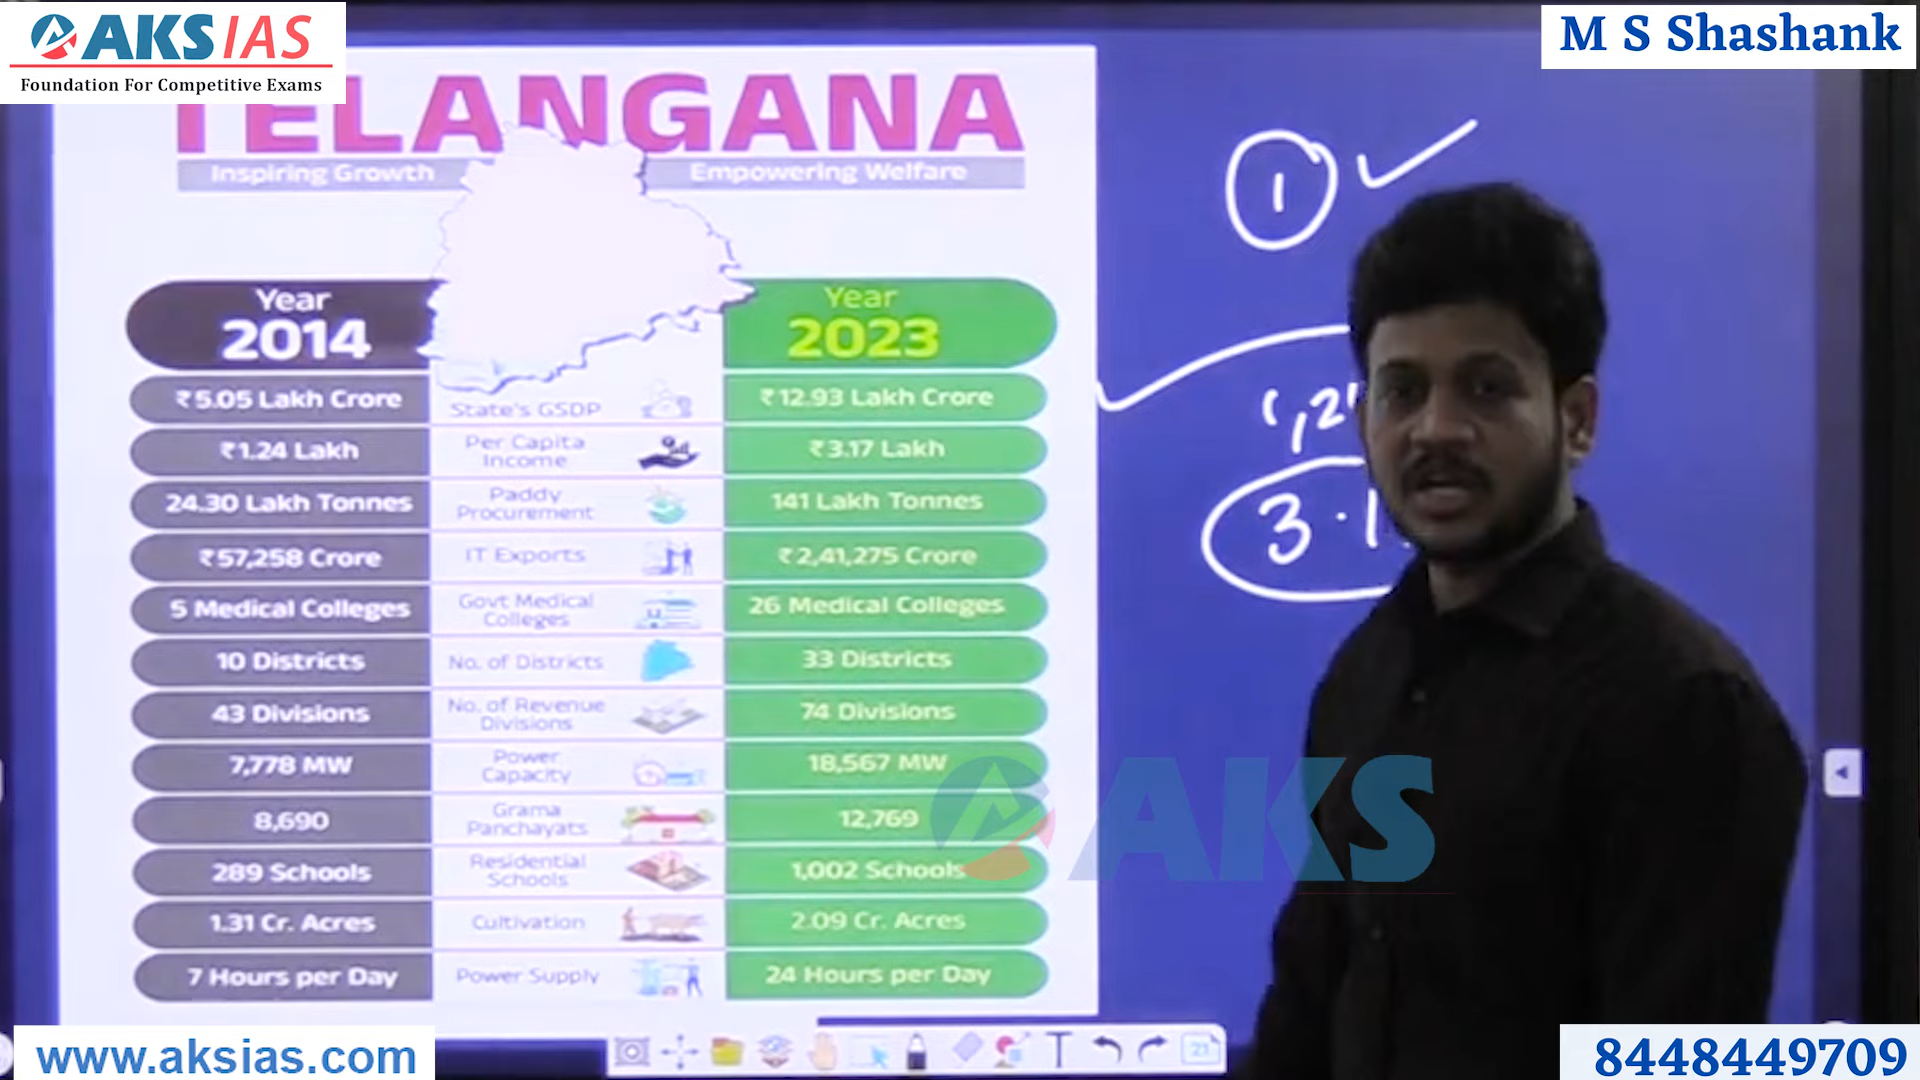 AKS IAS
Foundation For Competitive Exams
M S Shashank
TELANGANA
Inspiring Growth Empowering Welfare
Year 2014
Year 2023
₹5.05 Lakh Crore State's GSDP ₹12.93 Lakh Crore
₹1.24 Lakh Per Capita Income ₹3.17 Lakh
24.30 Lakh Tonnes Paddy Procurement 141 Lakh Tonnes
₹57,258 Crore IT Exports ₹2,41,275 Crore
5 Medical Colleges Govt Medical Colleges 26 Medical Colleges
10 Districts No. of Districts 33 Districts
43 Divisions No. of Revenue Divisions 74 Divisions
7,778 MW Power Capacity 18,567 MW
8,690 Grama Panchayats 12,769
289 Schools Residential Schools 1,002 Schools
1.31 Cr. Acres Cultivation 2.09 Cr. Acres
7 Hours per Day Power Supply 24 Hours per Day
1
3.1
AKS
T
21
www.aksias.com
8448449709